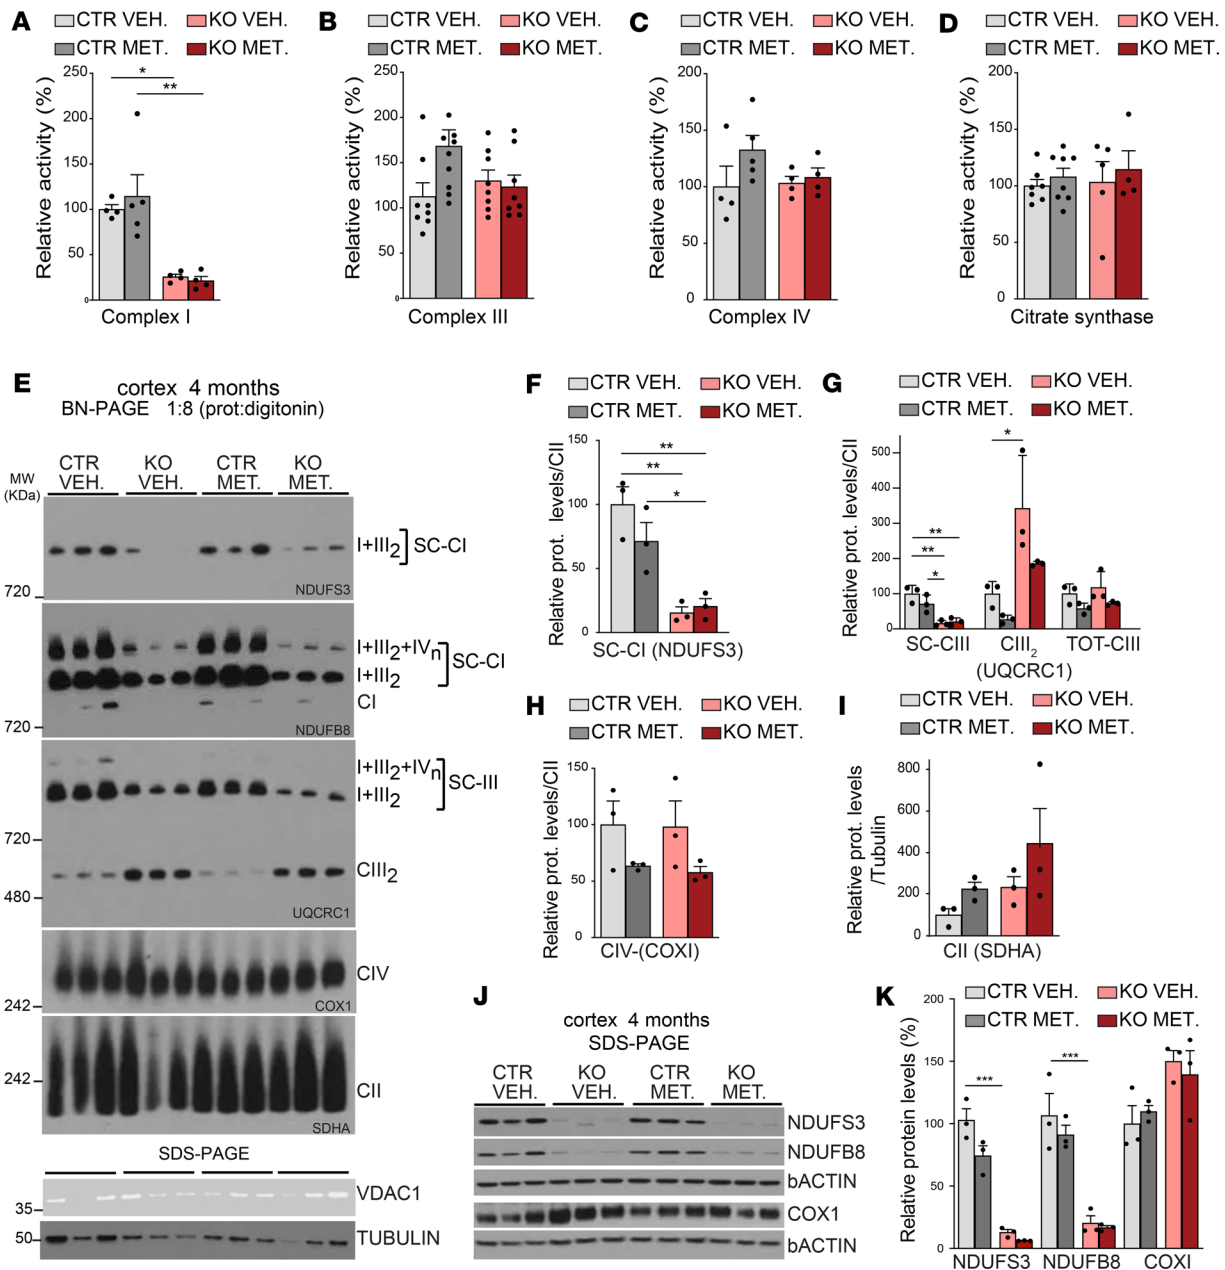 A
CTR VEH. KO VEH.
CTR MET. KO MET.
Relative activity (%)
250
200
150
100
50
0
* **
Complex I
B
CTR VEH. KO VEH.
CTR MET. KO MET.
Relative activity (%)
250
200
150
100
50
0
Complex III
C
CTR VEH. KO VEH.
CTR MET. KO MET.
Relative activity (%)
200
150
100
50
0
Complex IV
D
CTR VEH. KO VEH.
CTR MET. KO MET.
Relative activity (%)
200
150
100
50
0
Citrate synthase
E
cortex 4 months
BN-PAGE 1:8 (prot:digitonin)
MW
(KDa)
CTR VEH.
KO VEH.
CTR MET.
KO MET.
I+III2 SC-CI
720
NDUFS3
I+III2+IVn
I+III2
SC-CI
CI
720
NDUFB8
I+III2+IVn
I+III2
SC-III
720
CIII2
480
UQCRC1
CIV
242
COX1
242
CII
SDHA
SDS-PAGE
VDAC1
35
50
TUBULIN
F
CTR VEH. KO VEH.
CTR MET. KO MET.
Relative prot. levels/CII
150
100
50
0
**
**
*
SC-CI (NDUFS3)
G
CTR VEH. KO VEH.
CTR MET. KO MET.
Relative prot. levels/CII
500
400
300
200
100
0
*
**
**
*
SC-CIII CIII2 TOT-CIII
(UQCRC1)
H
CTR VEH. KO VEH.
CTR MET. KO MET.
Relative prot. levels/CII
150
100
50
0
CIV-(COXI)
I
CTR VEH. KO VEH.
CTR MET. KO MET.
Relative prot. levels
/Tubulin
800
600
400
200
0
CII (SDHA)
J
cortex 4 months
SDS-PAGE
CTR VEH.
KO VEH.
CTR MET.
KO MET.
NDUFS3
NDUFB8
bACTIN
COX1
bACTIN
K
CTR VEH. KO VEH.
CTR MET. KO MET.
Relative protein levels (%)
200
150
100
50
0
*** ***
NDUFS3 NDUFB8 COXI